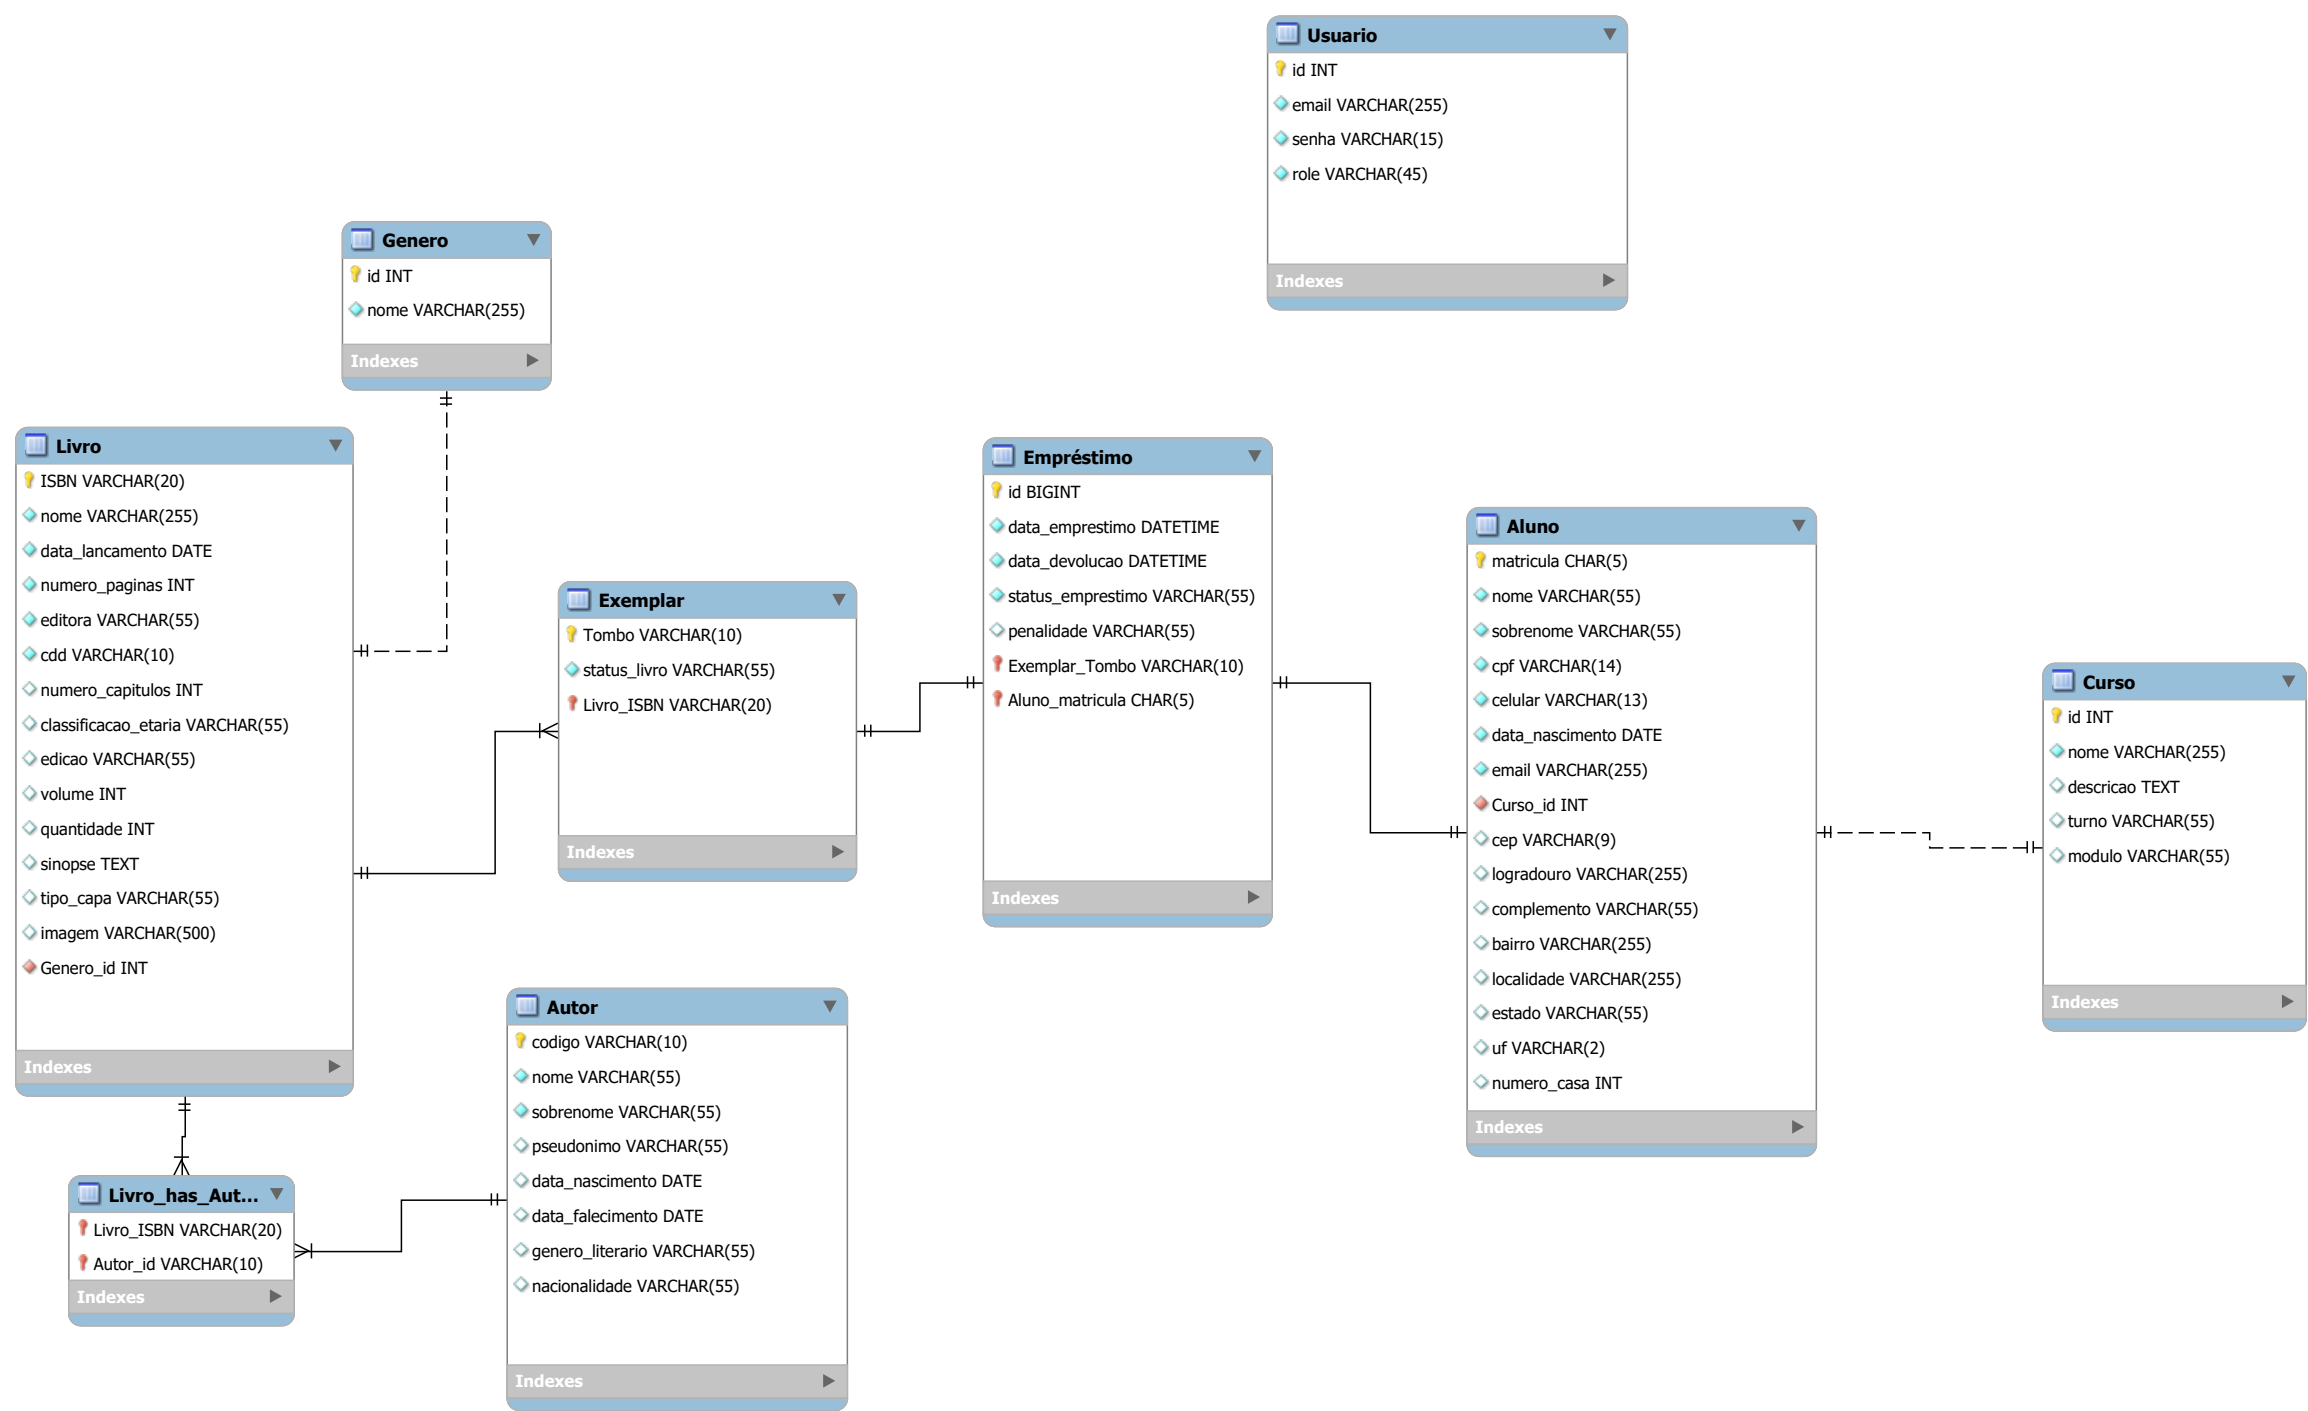 Usuario
id INT
email VARCHAR(255)
senha VARCHAR(15)
role VARCHAR(45)
Indexes
Genero
id INT
nome VARCHAR(255)
Indexes
Livro
ISBN VARCHAR(20)
nome VARCHAR(255)
data_lancamento DATE
numero_paginas INT
editora VARCHAR(55)
cdd VARCHAR(10)
numero_capitulos INT
classificacao_etaria VARCHAR(55)
edicao VARCHAR(55)
volume INT
quantidade INT
sinopse TEXT
tipo_capa VARCHAR(55)
imagem VARCHAR(500)
Genero_id INT
Indexes
Exemplar
Tombo VARCHAR(10)
status_livro VARCHAR(55)
Livro_ISBN VARCHAR(20)
Indexes
Empréstimo
id BIGINT
data_emprestimo DATETIME
data_devolucao DATETIME
status_emprestimo VARCHAR(55)
penalidade VARCHAR(55)
Exemplar_Tombo VARCHAR(10)
Aluno_matricula CHAR(5)
Indexes
Aluno
matricula CHAR(5)
nome VARCHAR(55)
sobrenome VARCHAR(55)
cpf VARCHAR(14)
celular VARCHAR(13)
data_nascimento DATE
email VARCHAR(255)
Curso_id INT
cep VARCHAR(9)
logradouro VARCHAR(255)
complemento VARCHAR(55)
bairro VARCHAR(255)
localidade VARCHAR(255)
estado VARCHAR(55)
uf VARCHAR(2)
numero_casa INT
Indexes
Curso
id INT
nome VARCHAR(255)
descricao TEXT
turno VARCHAR(55)
modulo VARCHAR(55)
Indexes
Autor
codigo VARCHAR(10)
nome VARCHAR(55)
sobrenome VARCHAR(55)
pseudonimo VARCHAR(55)
data_nascimento DATE
data_falecimento DATE
genero_literario VARCHAR(55)
nacionalidade VARCHAR(55)
Indexes
Livro_has_Aut...
Livro_ISBN VARCHAR(20)
Autor_id VARCHAR(10)
Indexes